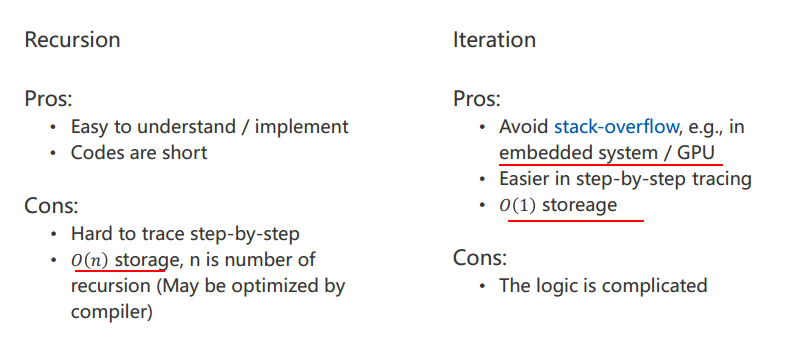 Recursion
Pros:
• Easy to understand / implement
• Codes are short
Cons:
• Hard to trace step-by-step
• O(n) storage, n is number of
recursion (May be optimized by
compiler)
Iteration
Pros:
• Avoid stack-overflow, e.g., in
embedded system / GPU
• Easier in step-by-step tracing
• O(1) storeage
Cons:
• The logic is complicated